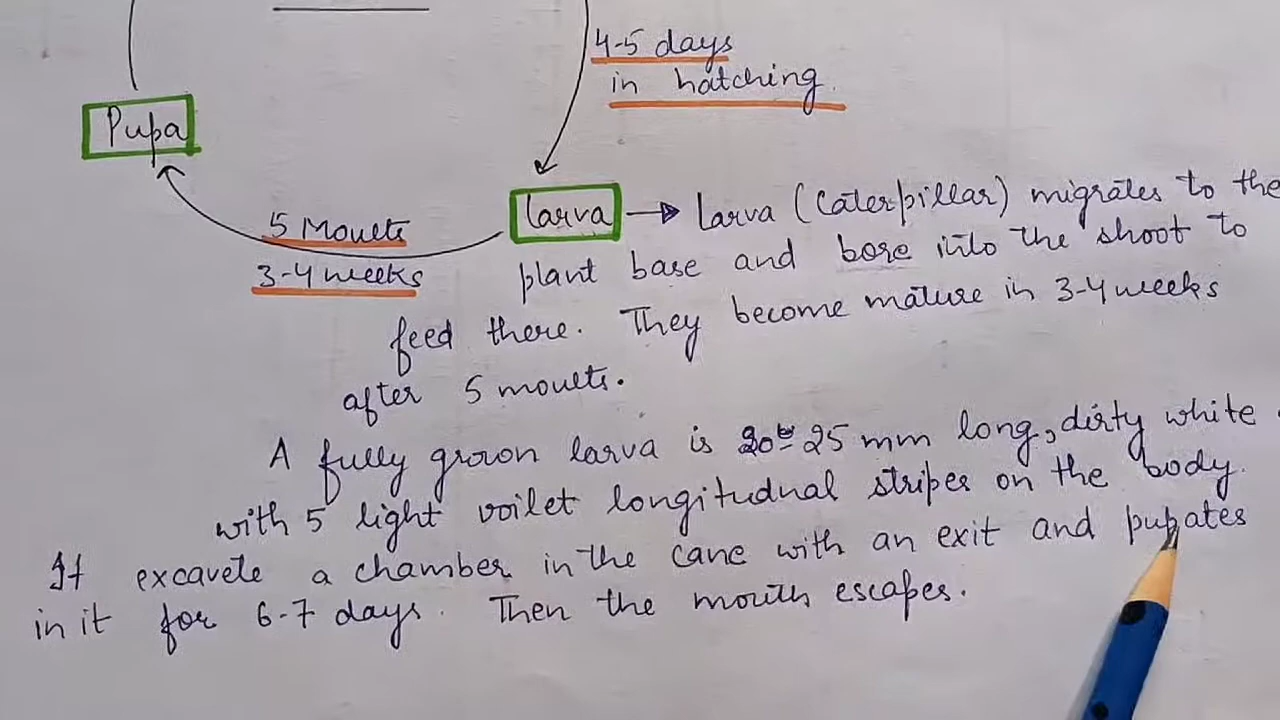 4-5 days
in hatching.
Pupa
5 Moults
3-4 weeks
larva → Larva (Caterpillar) migrates to the
plant base and bore into the shoot to
feed there. They become mature in 3-4 weeks
after 5 moults.
A fully grown larva is 20 to 25 mm long, dirty white
with 5 light voilet longitudnal stripes on the body.
It excavete a chamber in the cane with an exit and pupates
in it for 6-7 days. Then the mouth escapes.